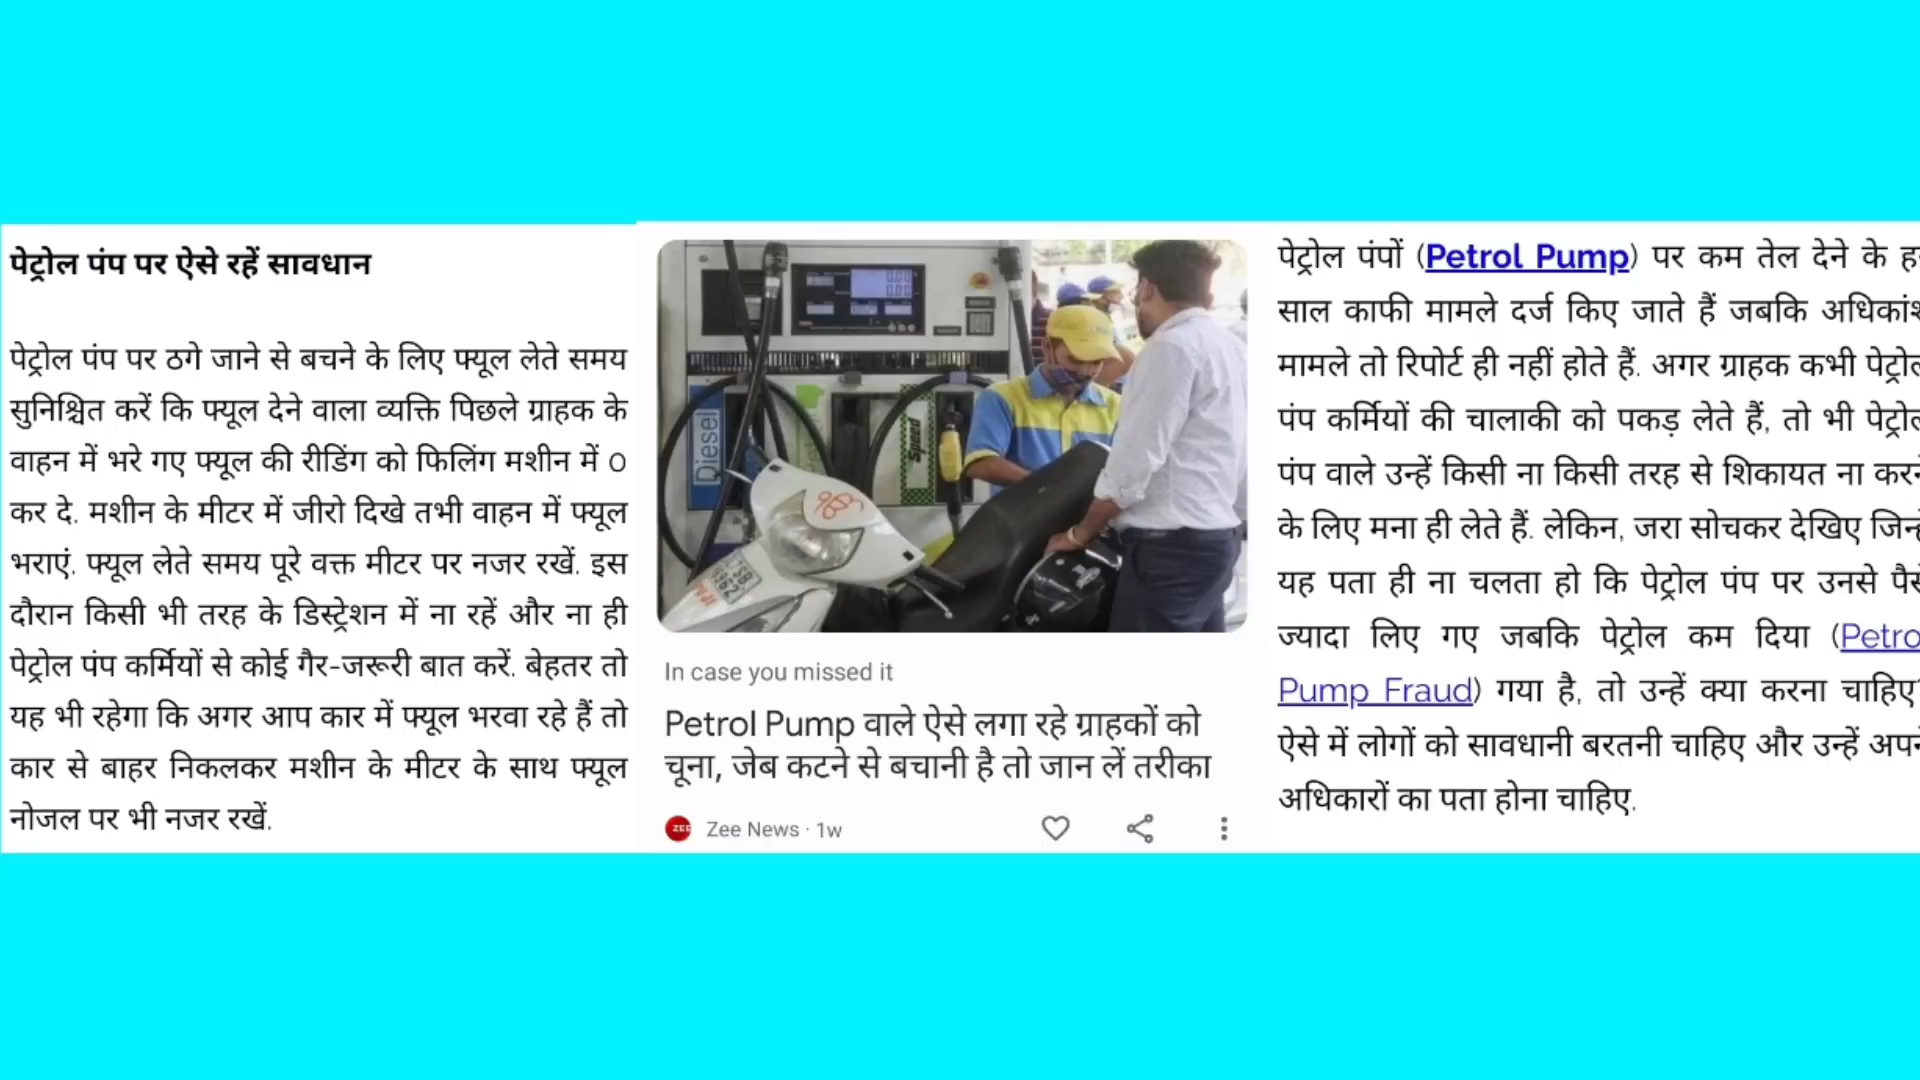 पेट्रोल पंप पर ऐसे रहें सावधान
पेट्रोल पंप पर ठगे जाने से बचने के लिए फ्यूल लेते समय
सुनिश्चित करें कि फ्यूल देने वाला व्यक्ति पिछले ग्राहक के
वाहन में भरे गए फ्यूल की रीडिंग को फिलिंग मशीन में 0
कर दे. मशीन के मीटर में जीरो दिखे तभी वाहन में फ्यूल
भराएं. फ्यूल लेते समय पूरे वक्त मीटर पर नजर रखें. इस
दौरान किसी भी तरह के डिस्ट्रेशन में ना रहें और ना ही
पेट्रोल पंप कर्मियों से कोई गैर-जरूरी बात करें. बेहतर तो
यह भी रहेगा कि अगर आप कार में फ्यूल भरवा रहे हैं तो
कार से बाहर निकलकर मशीन के मीटर के साथ फ्यूल
नोजल पर भी नजर रखें.
Diesel
Speed
In case you missed it
Petrol Pump वाले ऐसे लगा रहे ग्राहकों को
चूना, जेब कटने से बचानी है तो जान लें तरीका
ZEE Zee News · 1w
पेट्रोल पंपों (Petrol Pump) पर कम तेल देने के
साल काफी मामले दर्ज किए जाते हैं जबकि
मामले तो रिपोर्ट ही नहीं होते हैं. अगर ग्राहक कभी
पंप कर्मियों की चालाकी को पकड़ लेते हैं, तो भी
पंप वाले उन्हें किसी ना किसी तरह से शिकायत ना
के लिए मना ही लेते हैं. लेकिन, जरा सोचकर देखिए
यह पता ही ना चलता हो कि पेट्रोल पंप पर उनसे
ज्यादा लिए गए जबकि पेट्रोल कम दिया (Petro
Pump Fraud) गया है, तो उन्हें क्या करना चाहिए
ऐसे में लोगों को सावधानी बरतनी चाहिए और उन्हें
अधिकारों का पता होना चाहिए.